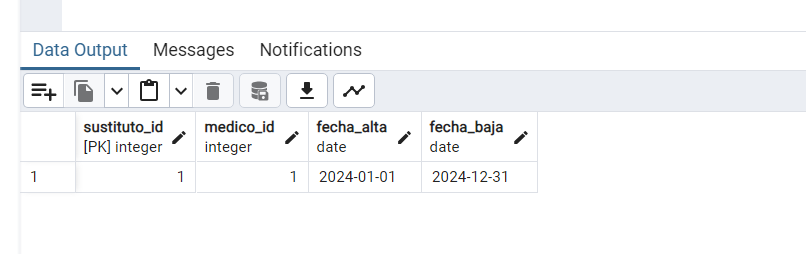 Data Output Messages Notifications
sustituto_id medico_id fecha_alta fecha_baja
[PK] integer integer date date
1 1 1 2024-01-01 2024-12-31